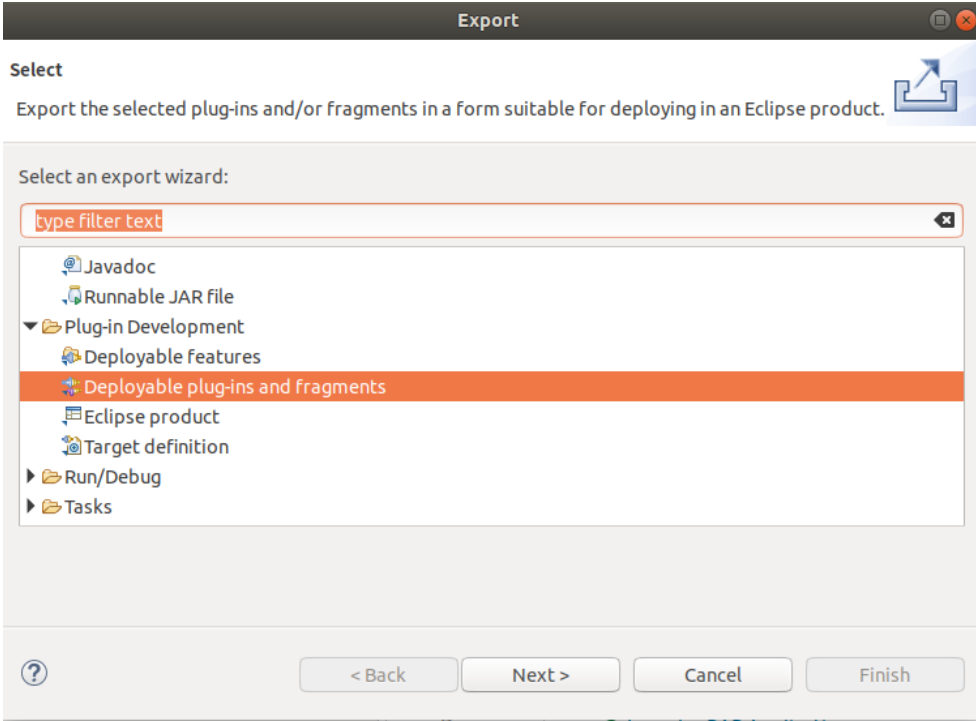 Export
Select
Export the selected plug-ins and/or fragments in a form suitable for deploying in an Eclipse product.
Select an export wizard:
type filter text
Javadoc
Runnable JAR file
Plug-in Development
Deployable features
Deployable plug-ins and fragments
Eclipse product
Target definition
Run/Debug
Tasks
< Back
Next >
Cancel
Finish